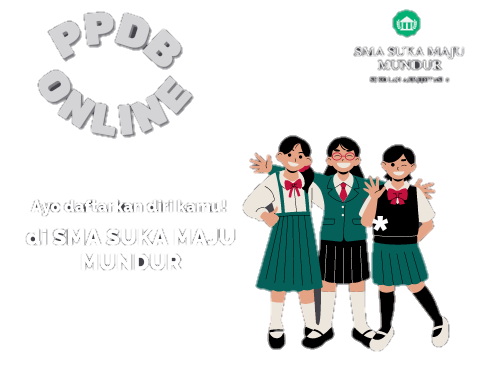 PPDB
ONLINE
SMA SUKA MAJU
MUNDUR
Ayo daftarkan diri kamu!
di SMA SUKA MAJU
MUNDUR